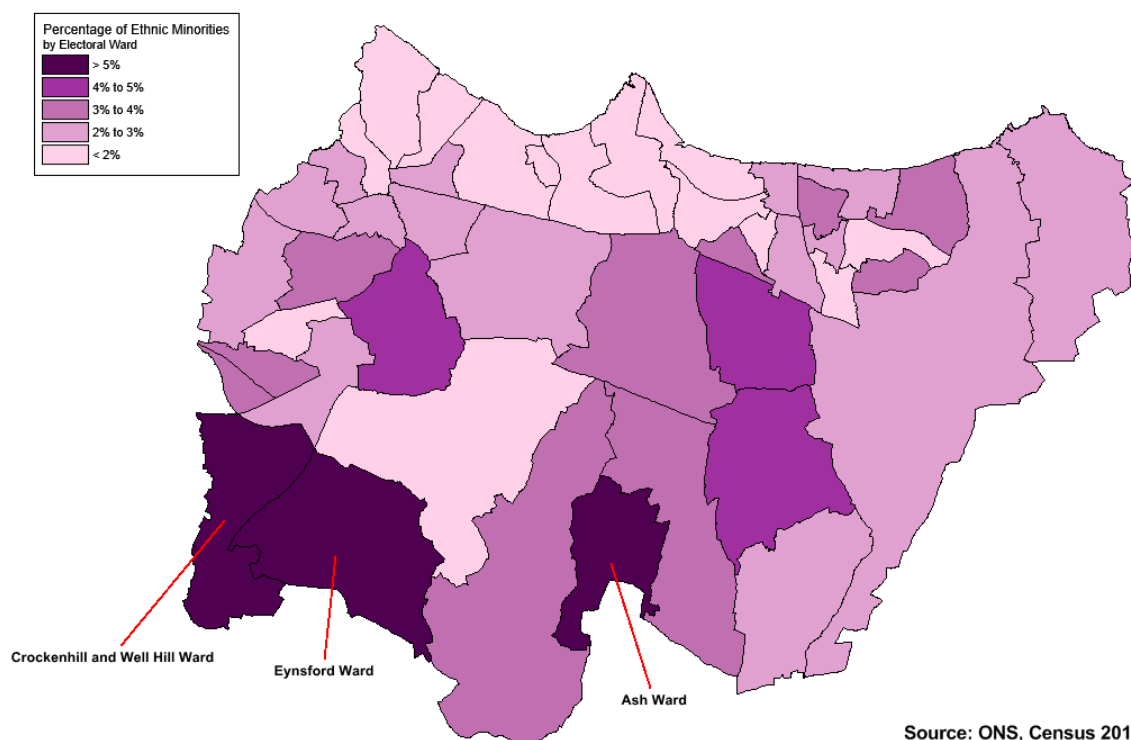 Percentage of Ethnic Minorities
by Electoral Ward
> 5%
4% to 5%
3% to 4%
2% to 3%
< 2%
Crockenhill and Well Hill Ward
Eynsford Ward
Ash Ward
Source: ONS, Census 201